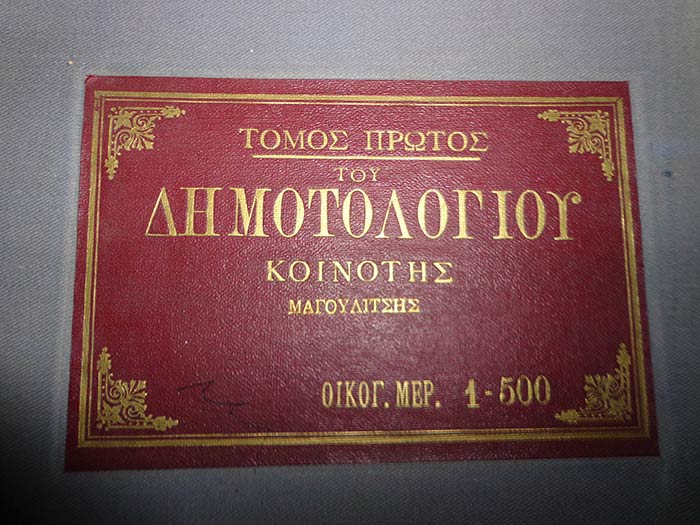 ΤΟΜΟΣ ΠΡΩΤΟΣ
ΤΟΥ
ΔΗΜΟΤΟΛΟΓΙΟΥ
ΚΟΙΝΟΤΗΣ
ΜΑΓΟΥΛΙΤΣΗΣ
ΟΙΚΟΓ. ΜΕΡ. 1-500